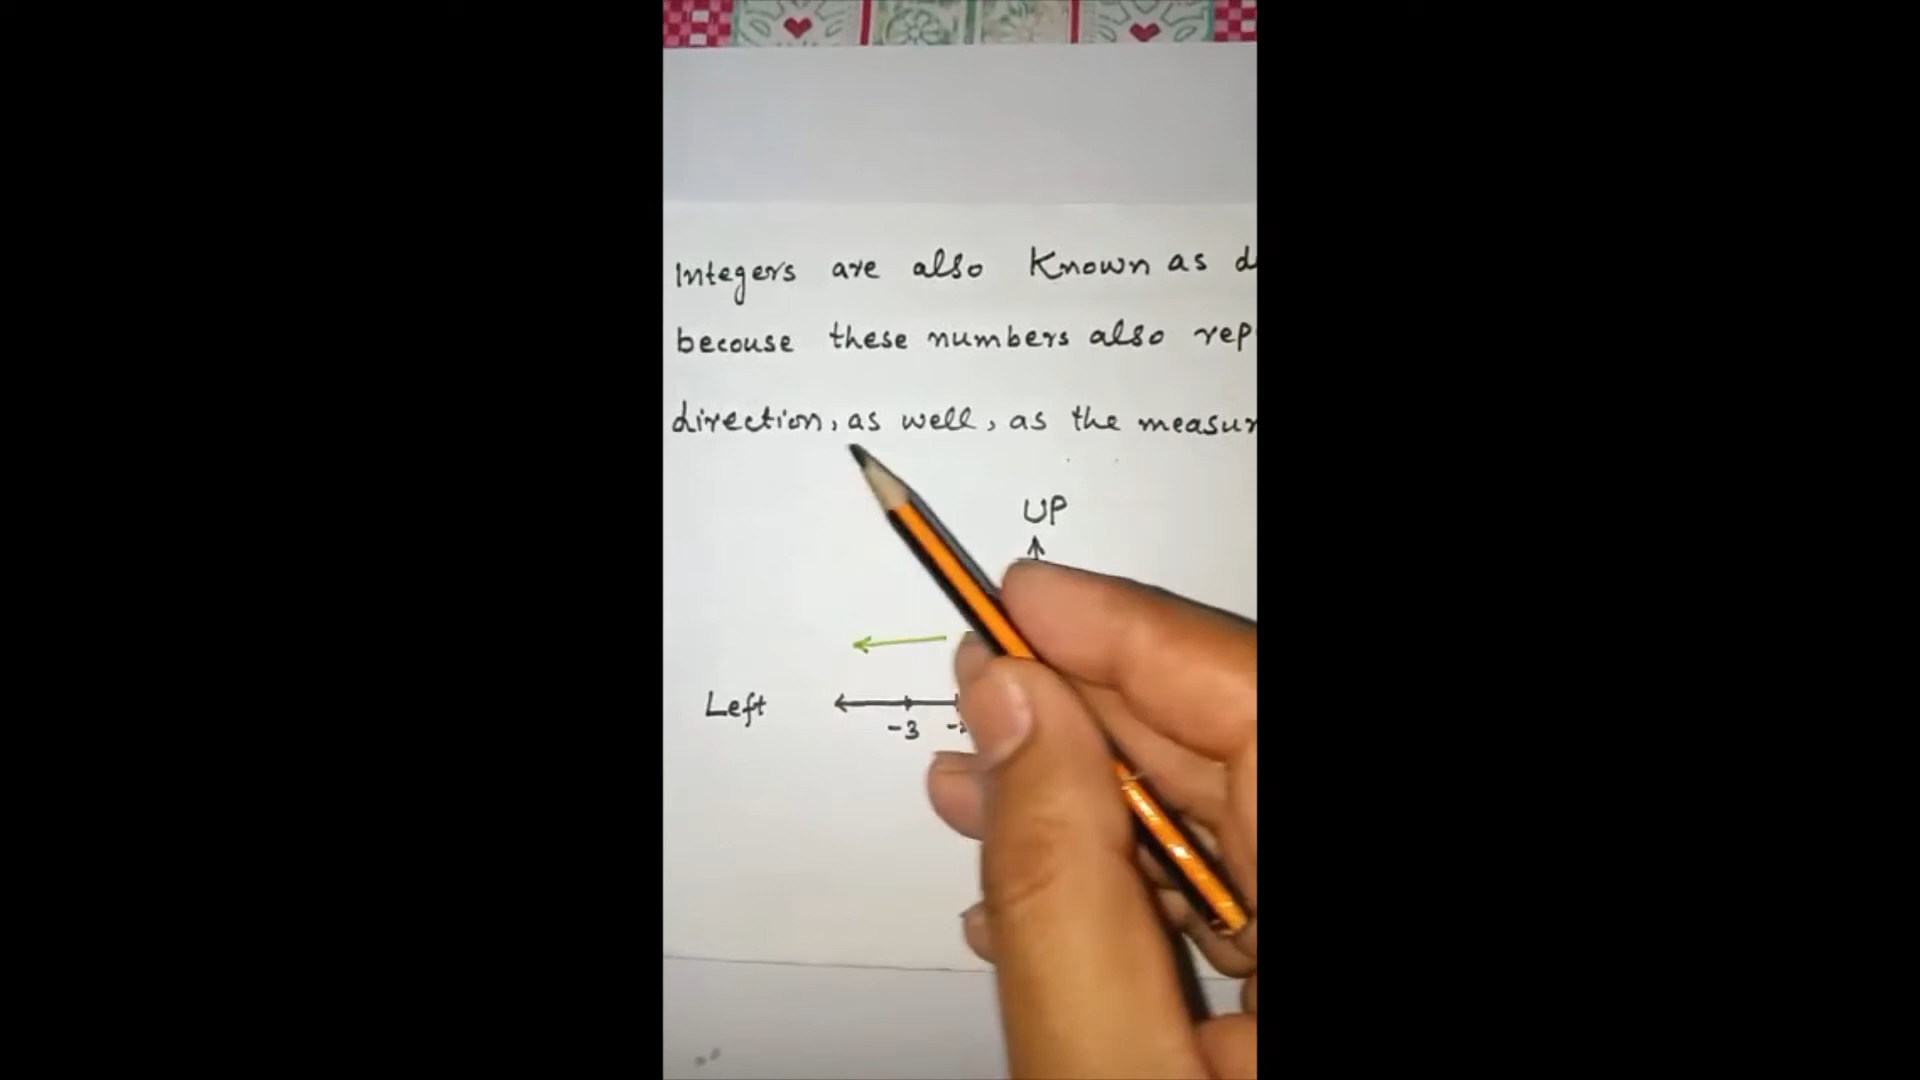 Integers are also Known as
becouse these numbers also
direction, as well, as the
UP
Left
-3